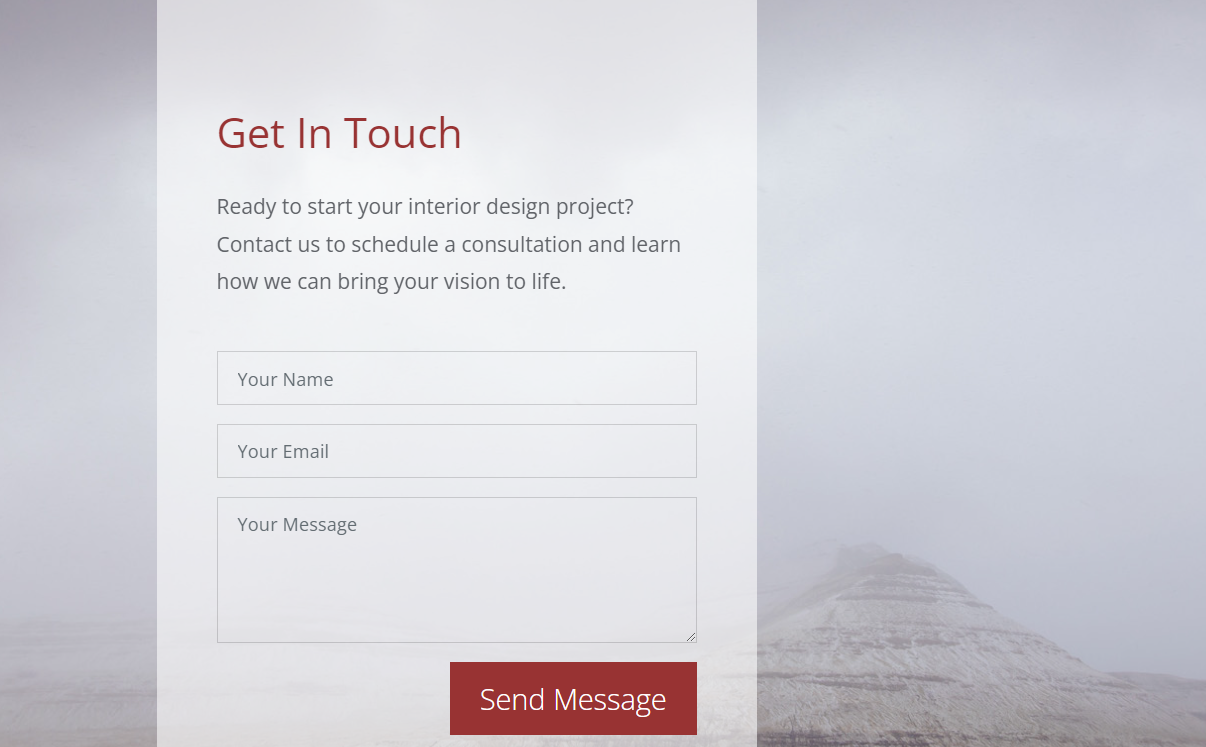 Get In Touch
Ready to start your interior design project?
Contact us to schedule a consultation and learn
how we can bring your vision to life.
Your Name
Your Email
Your Message
Send Message